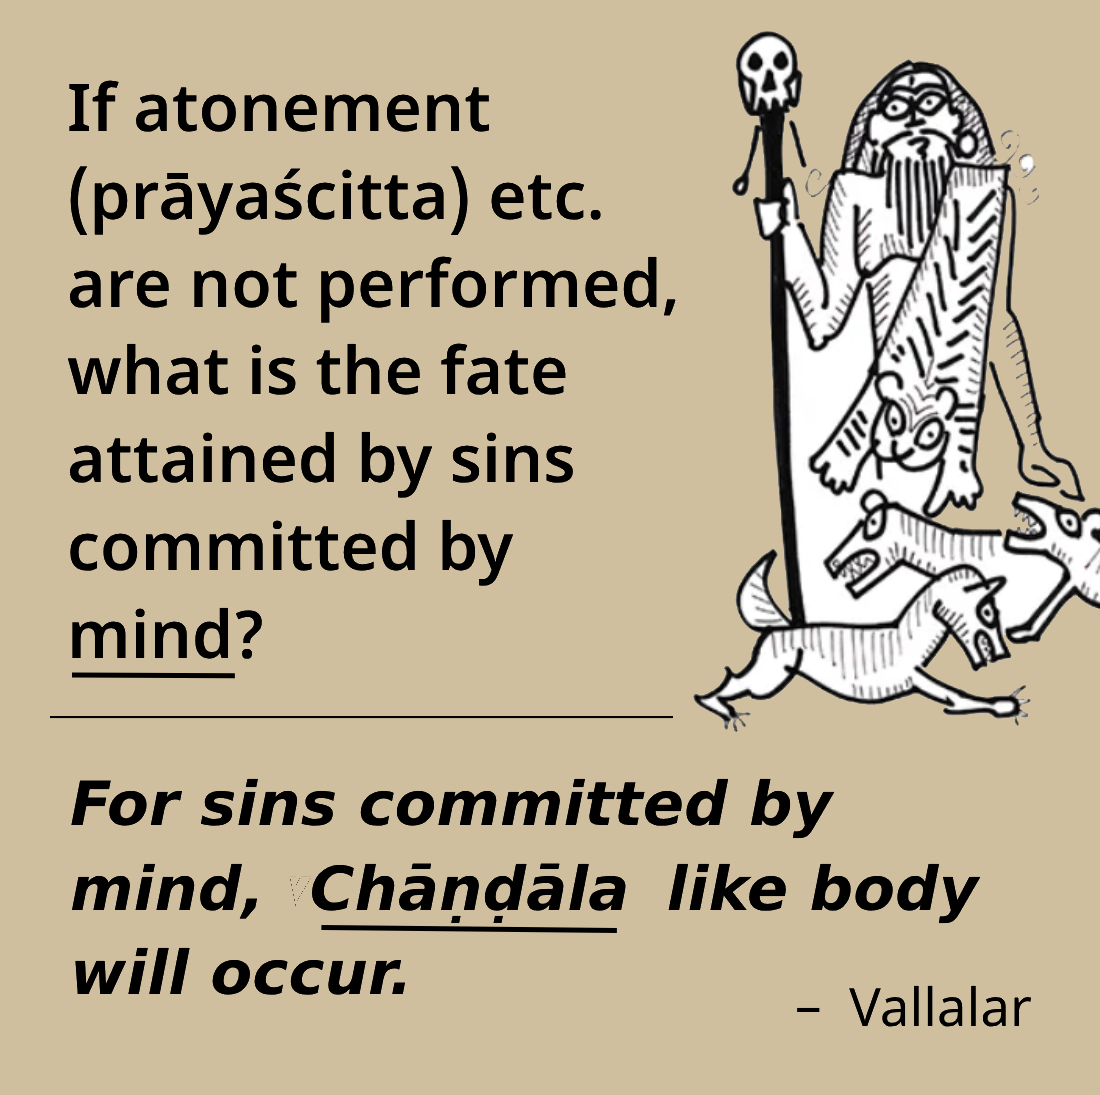 If atonement
(prāyaścitta) etc.
are not performed,
what is the fate
attained by sins
committed by
mind?
For sins committed by
mind, Chāṇḍāla like body
will occur.
– Vallalar